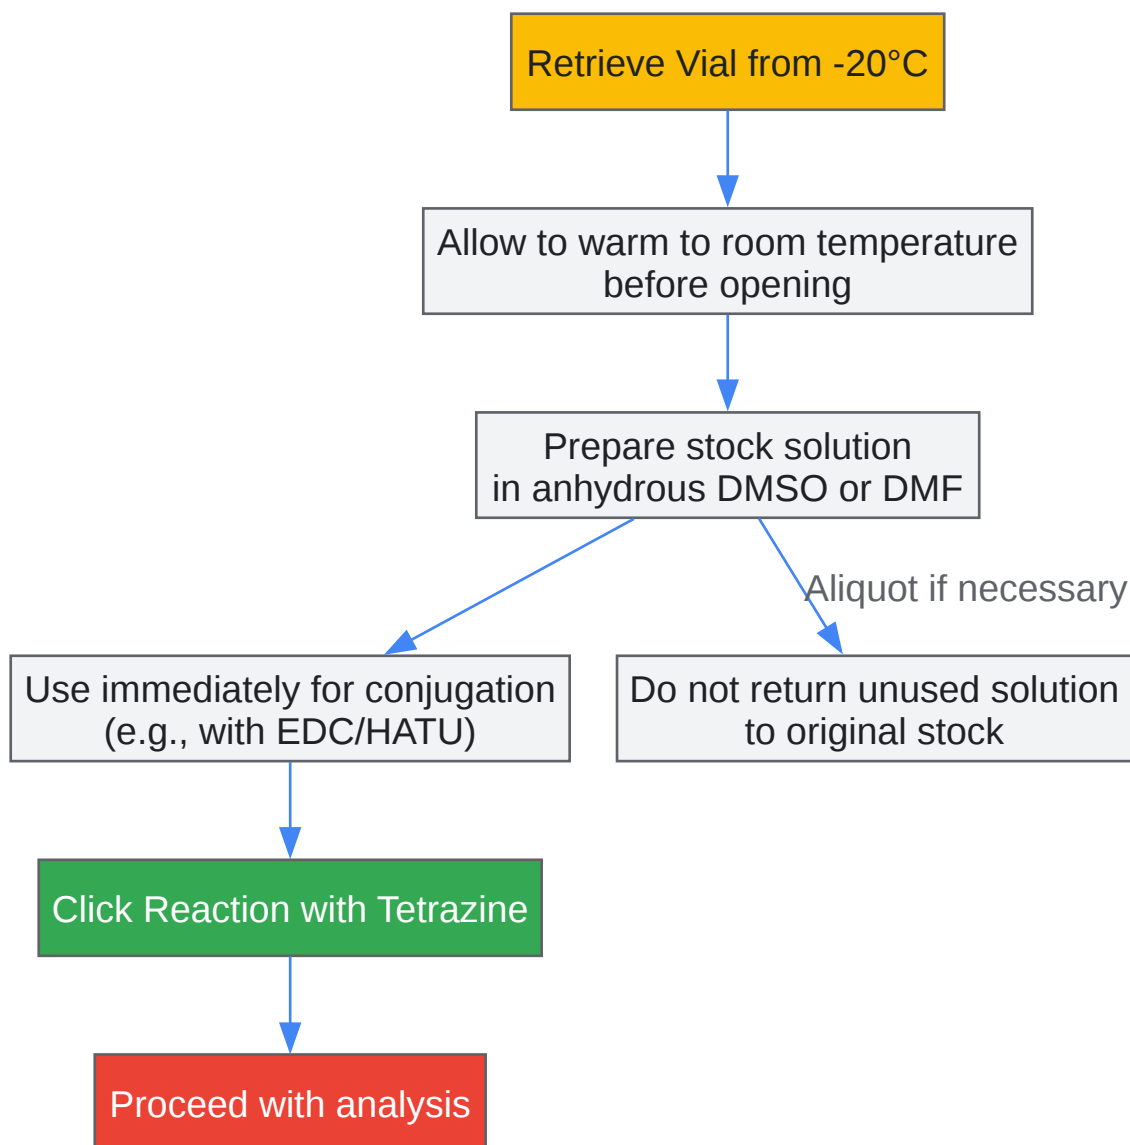 Retrieve Vial from -20°C
Allow to warm to room temperature
before opening
Prepare stock solution
in anhydrous DMSO or DMF
Aliquot if necessary
Use immediately for conjugation
(e.g., with EDC/HATU)
Do not return unused solution
to original stock
Click Reaction with Tetrazine
Proceed with analysis